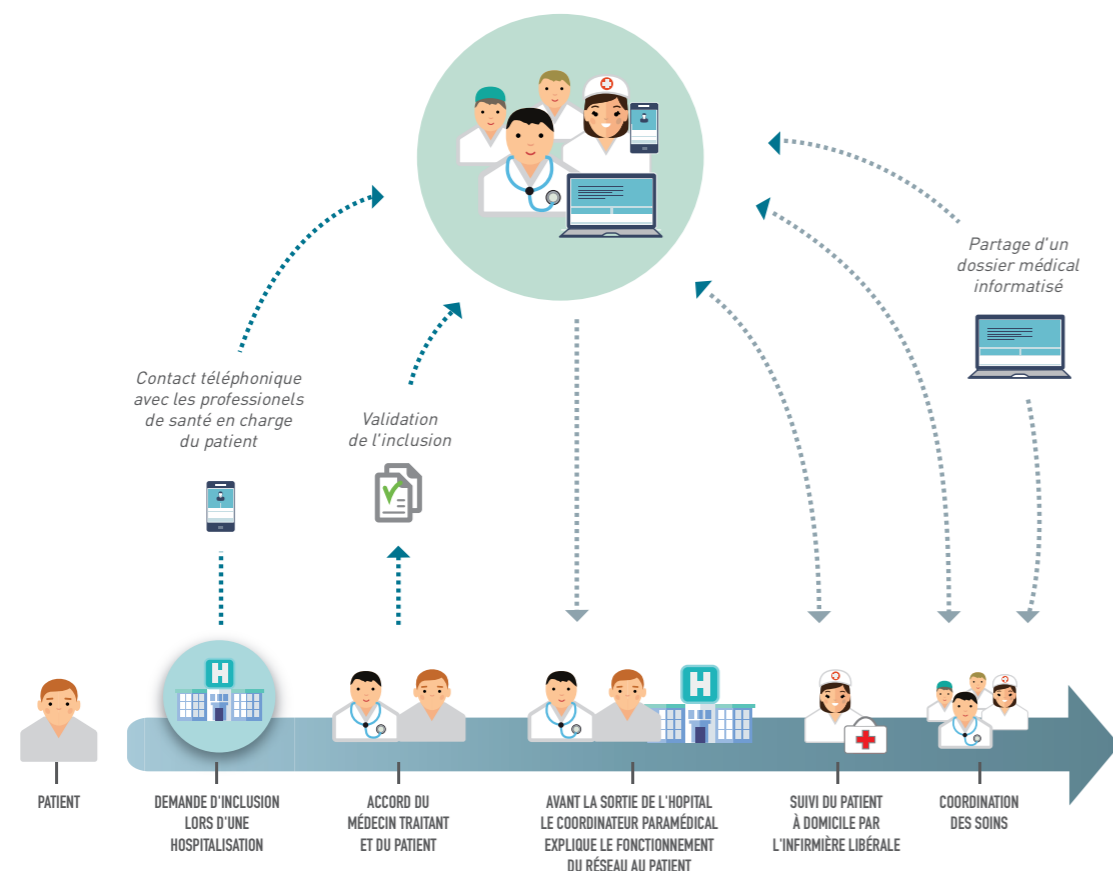 Partage d'un
dossier médical
informatisé
Contact téléphonique
avec les professionels
de santé en charge
du patient
Validation
de l'inclusion
H
H
PATIENT
DEMANDE D'INCLUSION
LORS D'UNE
HOSPITALISATION
ACCORD DU
MÉDECIN TRAITANT
ET DU PATIENT
AVANT LA SORTIE DE L'HOPITAL
LE COORDINATEUR PARAMÉDICAL
EXPLIQUE LE FONCTIONNEMENT
DU RÉSEAU AU PATIENT
SUIVI DU PATIENT
À DOMICILE PAR
L'INFIRMIÈRE LIBÉRALE
COORDINATION
DES SOINS